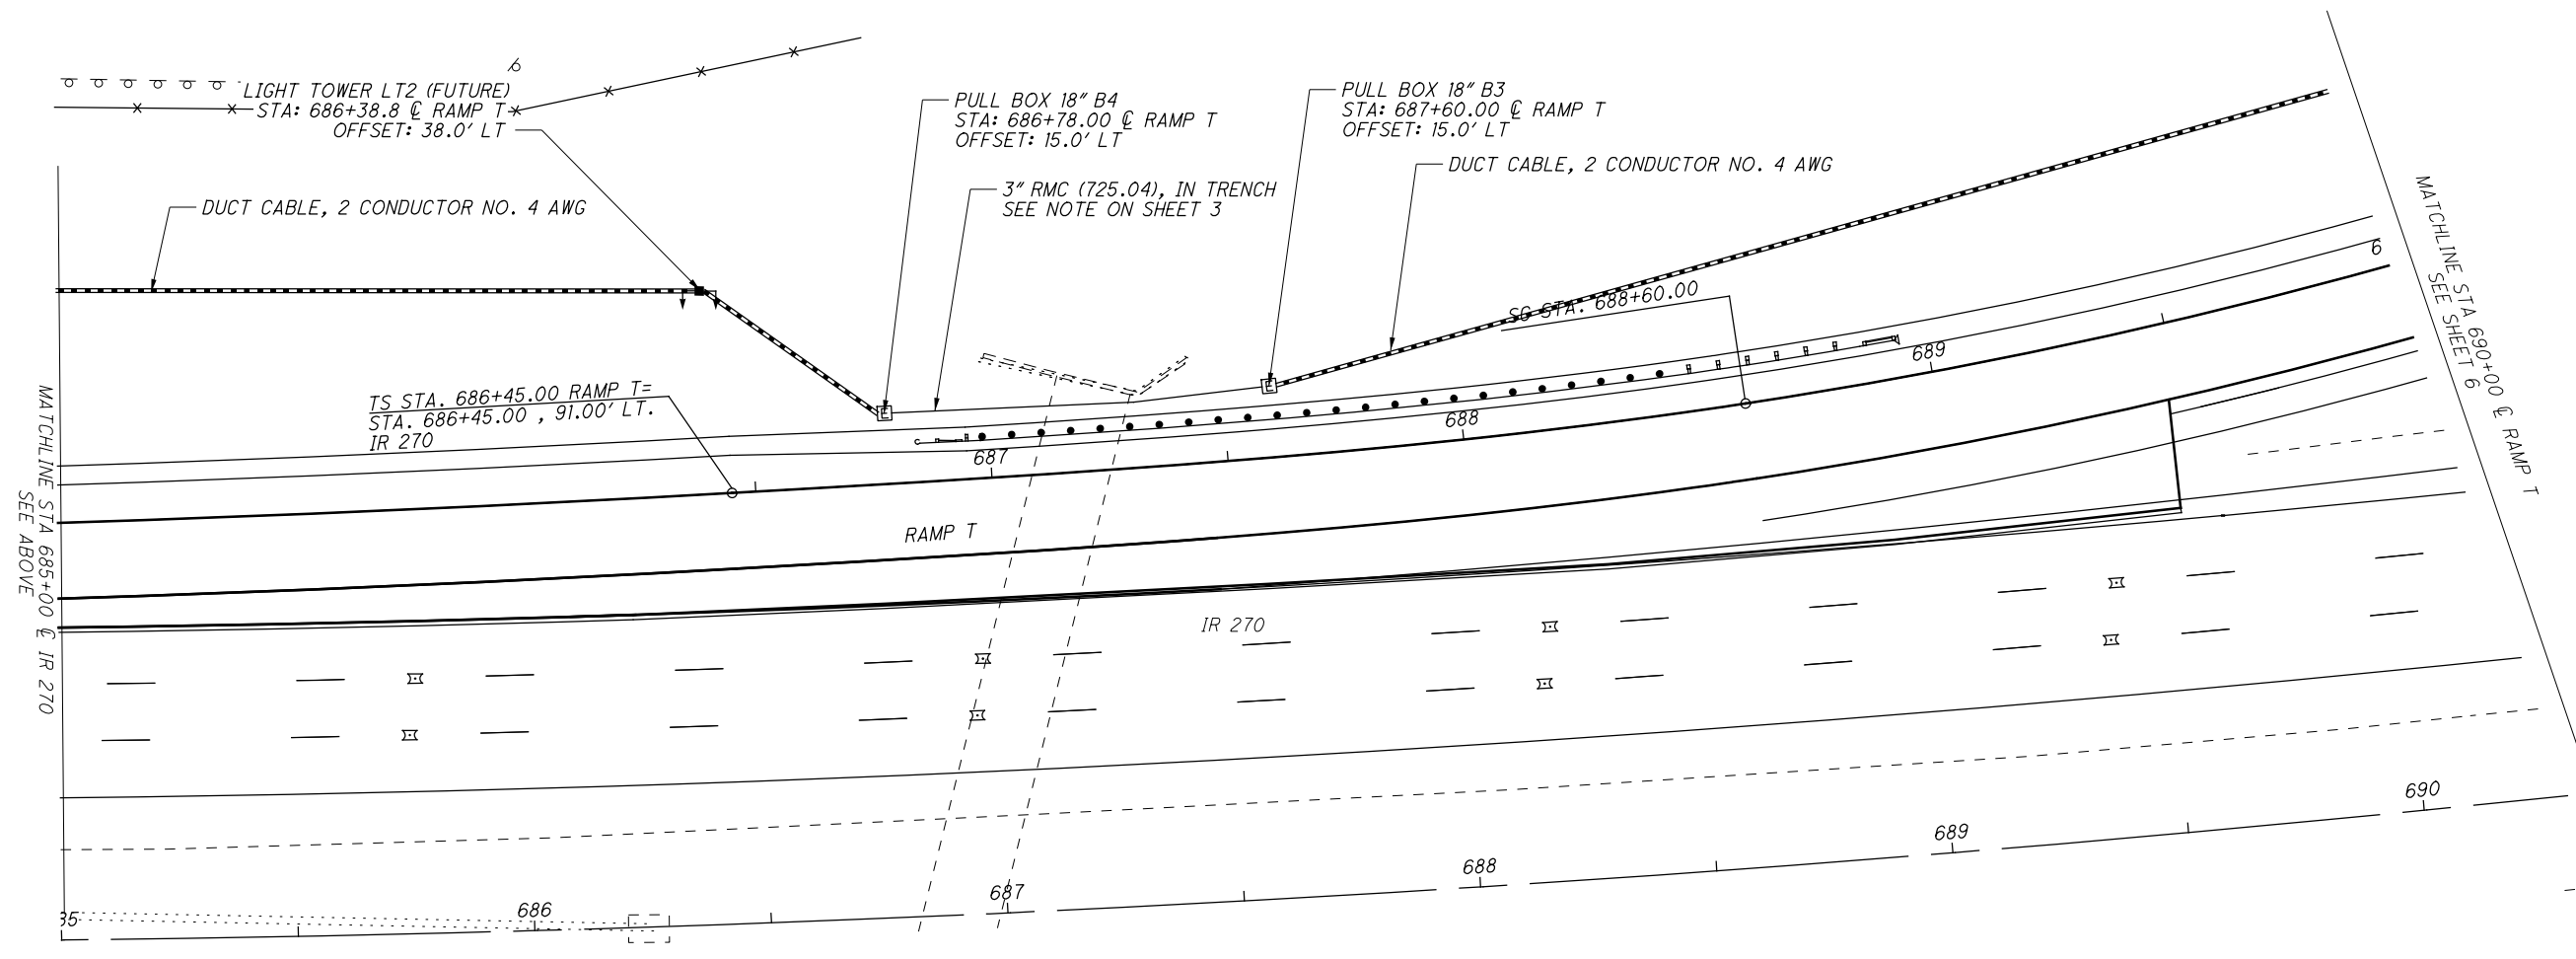 LIGHT TOWER LT2 (FUTURE)
STA: 686+38.8 ℄ RAMP T
OFFSET: 38.0' LT
PULL BOX 18" B4
STA: 686+78.00 ℄ RAMP T
OFFSET: 15.0' LT
PULL BOX 18" B3
STA: 687+60.00 ℄ RAMP T
OFFSET: 15.0' LT
DUCT CABLE, 2 CONDUCTOR NO. 4 AWG
3" RMC (725.04), IN TRENCH
SEE NOTE ON SHEET 3
DUCT CABLE, 2 CONDUCTOR NO. 4 AWG
MATCHLINE STA 690+00 ℄ RAMP T
SEE SHEET 6
6
SC STA. 688+60.00
TS STA. 686+45.00 RAMP T=
STA. 686+45.00 , 91.00' LT.
IR 270
MATCHLINE STA 685+00 ℄ IR 270
SEE ABOVE
687
688
689
RAMP T
IR 270
E
E
35
686
687
688
689
690